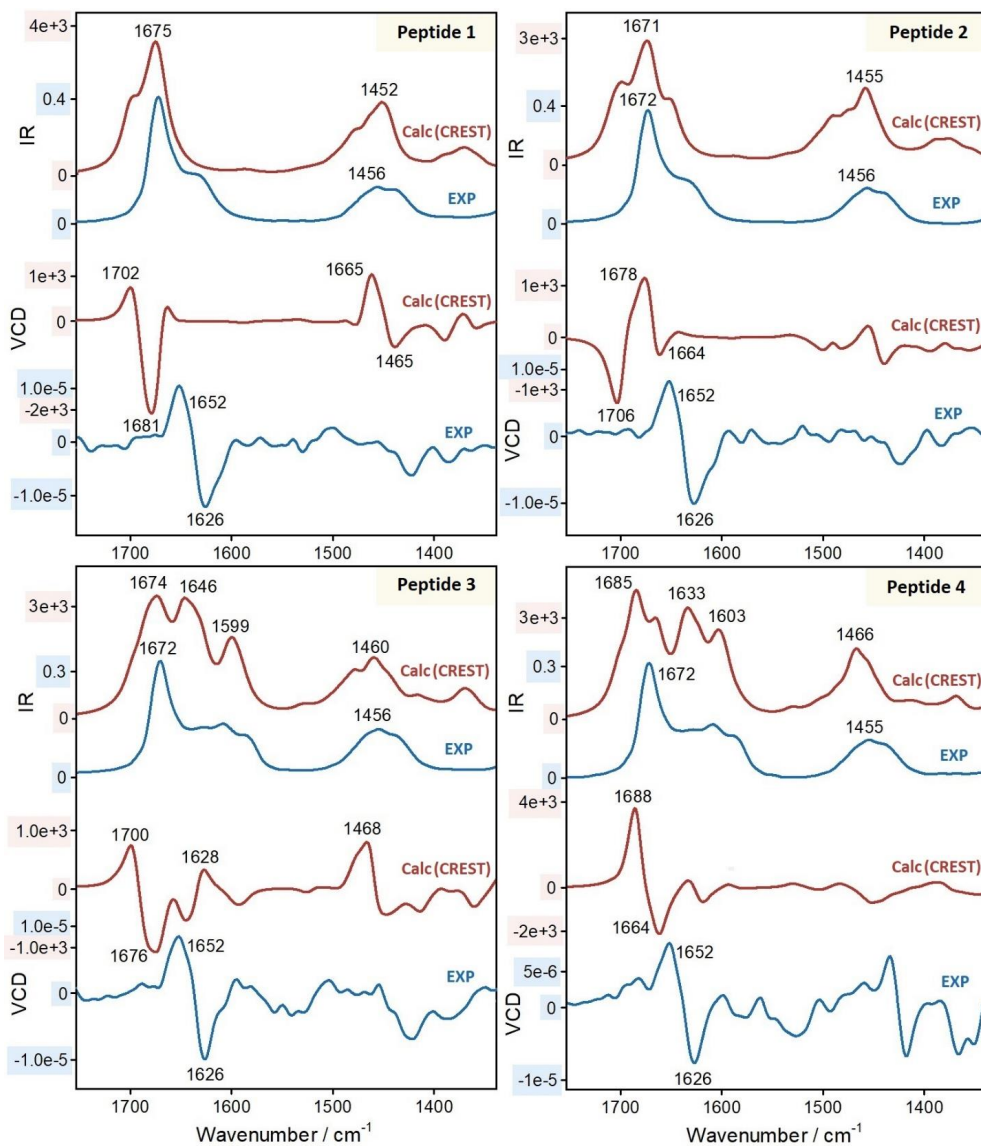 Peptide 1
4e+3
1675
0.4
IR
1452
Calc (CREST)
0
1456
EXP
0
1e+3
1702
1665
Calc (CREST)
0
VCD
1465
1.0e-5
-2e+3
1681
1652
EXP
0
-1.0e-5
1626
1700
1600
1500
1400
Peptide 2
3e+3
1671
0.4
IR
1672
1455
Calc (CREST)
0
1456
EXP
0
1e+3
1678
Calc (CREST)
0
1664
1.0e-5
-1e+3
1706
1652
EXP
0
VCD
-1.0e-5
1626
1700
1600
1500
1400
Peptide 3
3e+3
1674
1646
1599
0.3
IR
1672
1460
Calc (CREST)
0
1456
EXP
0
1.0e+3
1700
1628
1468
Calc (CREST)
0
1.0e-5
-1.0e+3
1676
1652
EXP
0
VCD
-1.0e-5
1626
1700
1600
1500
1400
Wavenumber / cm-1
Peptide 4
3e+3
1685
1633
1603
0.3
IR
1672
1466
Calc (CREST)
0
1455
EXP
0
4e+3
1688
Calc (CREST)
0
-2e+3
1664
1652
5e-6
EXP
0
VCD
-1e-5
1626
1700
1600
1500
1400
Wavenumber / cm-1